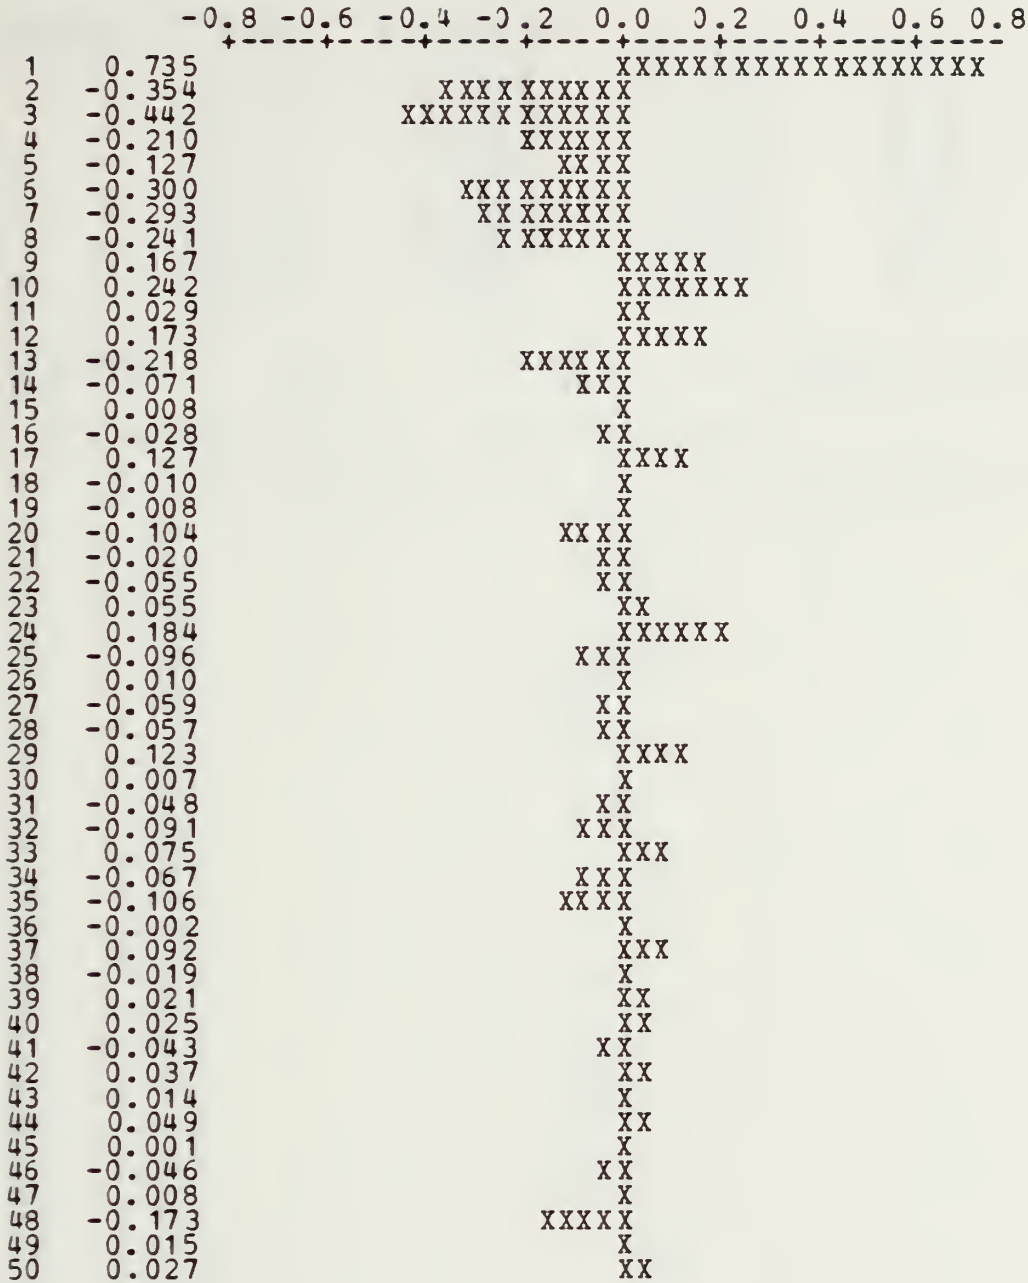 -0.8 -0.6 -0.4 -0.2 0.0 0.2 0.4 0.6 0.8
+----+----+----+----+----+----+----+----
1 0.735 XXXXXXXXXXXXXXXXXXX
2 -0.354 XXXXXXXXXX
3 -0.442 XXXXXXXXXXXX
4 -0.210 XXXXXX
5 -0.127 XXXX
6 -0.300 XXXXXXXXX
7 -0.293 XXXXXXXX
8 -0.241 XXXXXXX
9 0.167 XXXXX
10 0.242 XXXXXXX
11 0.029 XX
12 0.173 XXXXX
13 -0.218 XXXXXX
14 -0.071 XXX
15 0.008 X
16 -0.028 XX
17 0.127 XXXX
18 -0.010 X
19 -0.008 X
20 -0.104 XXXX
21 -0.020 XX
22 -0.055 XX
23 0.055 XX
24 0.184 XXXXXX
25 -0.096 XXX
26 0.010 X
27 -0.059 XX
28 -0.057 XX
29 0.123 XXXX
30 0.007 X
31 -0.048 XX
32 -0.091 XXX
33 0.075 XXX
34 -0.067 XXX
35 -0.106 XXXX
36 -0.002 X
37 0.092 XXX
38 -0.019 X
39 0.021 XX
40 0.025 XX
41 -0.043 XX
42 0.037 XX
43 0.014 X
44 0.049 XX
45 0.001 X
46 -0.046 XX
47 0.008 X
48 -0.173 XXXXX
49 0.015 X
50 0.027 XX